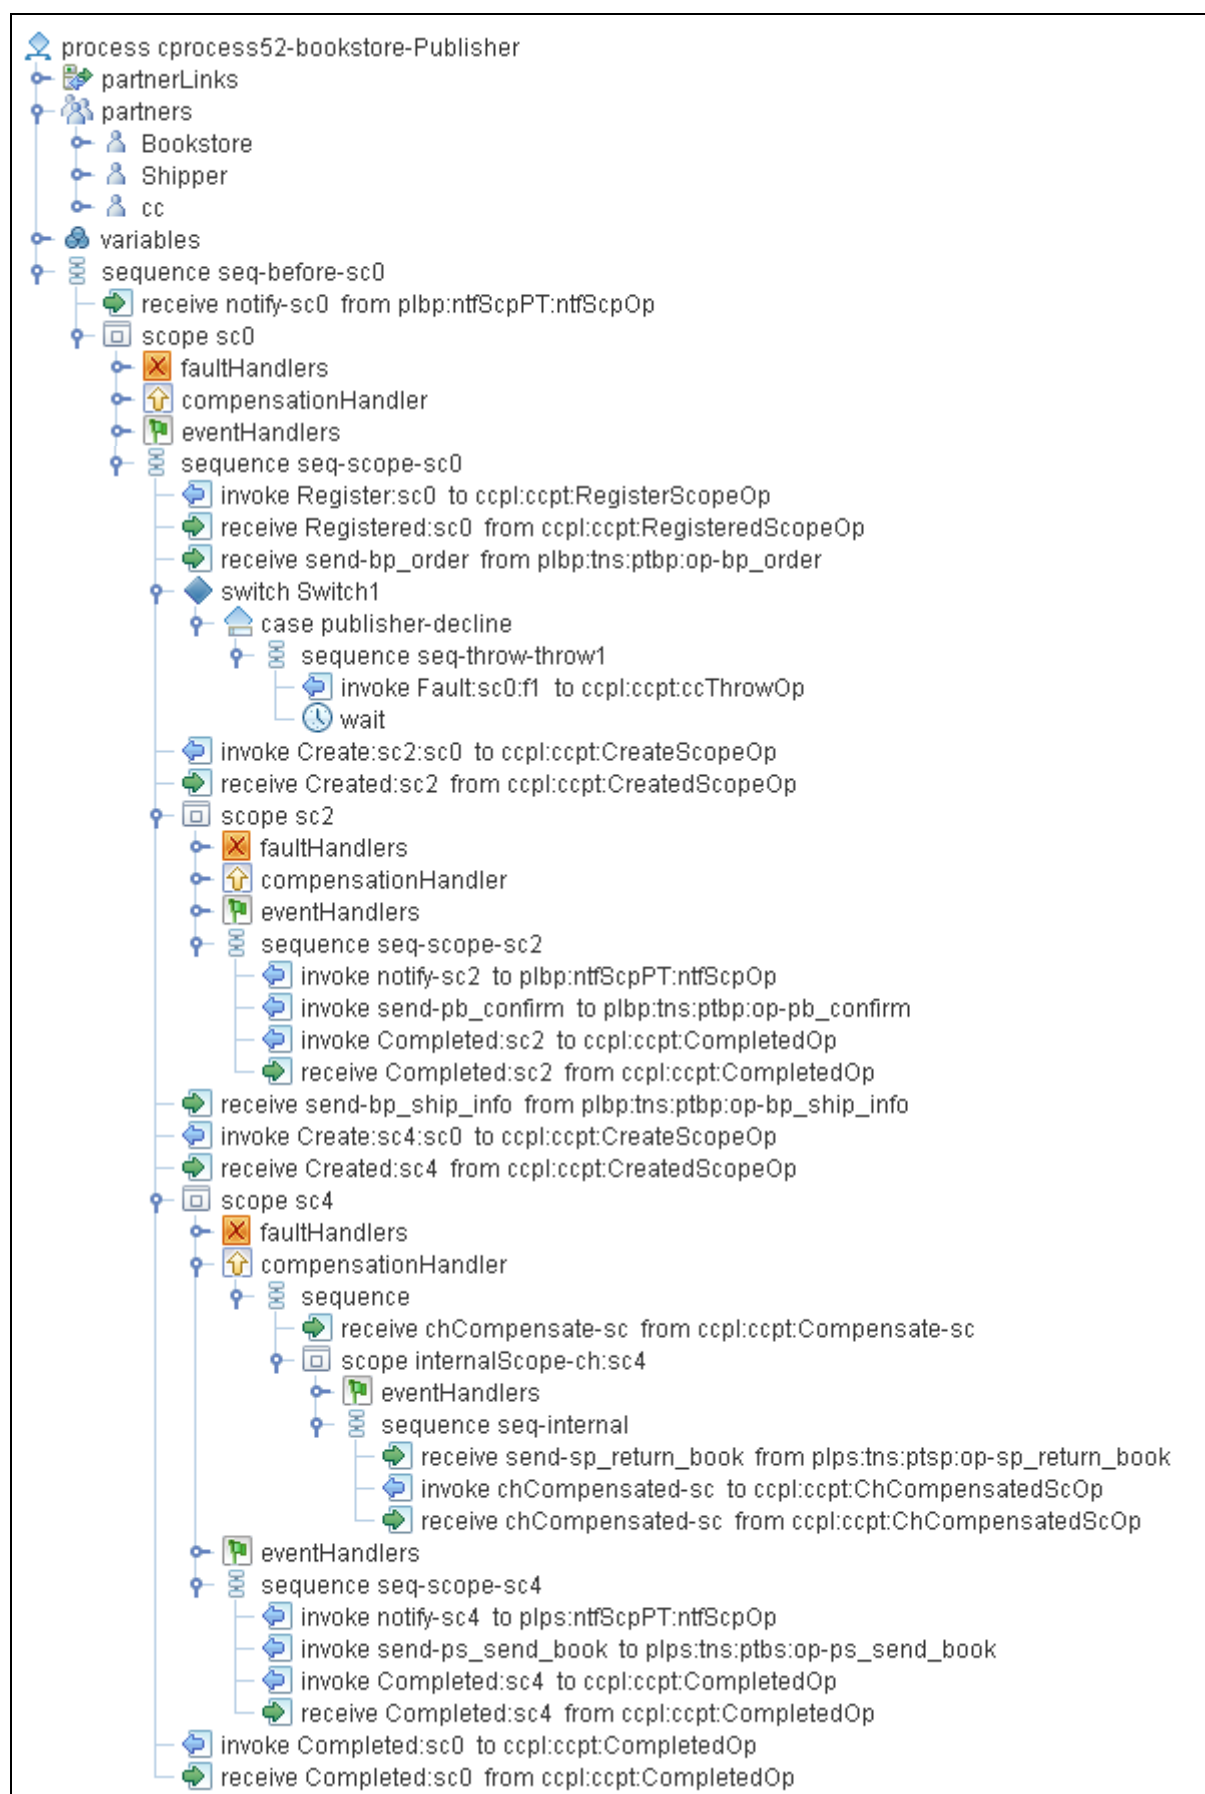 process cprocess52-bookstore-Publisher
partnerLinks
partners
Bookstore
Shipper
cc
variables
sequence seq-before-sc0
receive notify-sc0 from plbp:ntfScpPT:ntfScpOp
scope sc0
faultHandlers
compensationHandler
eventHandlers
sequence seq-scope-sc0
invoke Register:sc0 to ccpl:ccpt:RegisterScopeOp
receive Registered:sc0 from ccpl:ccpt:RegisteredScopeOp
receive send-bp_order from plbp:tns:ptbp:op-bp_order
switch Switch1
case publisher-decline
sequence seq-throw-throw1
invoke Fault:sc0:f1 to ccpl:ccpt:ccThrowOp
wait
invoke Create:sc2:sc0 to ccpl:ccpt:CreateScopeOp
receive Created:sc2 from ccpl:ccpt:CreatedScopeOp
scope sc2
faultHandlers
compensationHandler
eventHandlers
sequence seq-scope-sc2
invoke notify-sc2 to plbp:ntfScpPT:ntfScpOp
invoke send-pb_confirm to plbp:tns:ptbp:op-pb_confirm
invoke Completed:sc2 to ccpl:ccpt:CompletedOp
receive Completed:sc2 from ccpl:ccpt:CompletedOp
receive send-bp_ship_info from plbp:tns:ptbp:op-bp_ship_info
invoke Create:sc4:sc0 to ccpl:ccpt:CreateScopeOp
receive Created:sc4 from ccpl:ccpt:CreatedScopeOp
scope sc4
faultHandlers
compensationHandler
sequence
receive chCompensate-sc from ccpl:ccpt:Compensate-sc
scope internalScope-ch:sc4
eventHandlers
sequence seq-internal
receive send-sp_return_book from plps:tns:ptsp:op-sp_return_book
invoke chCompensated-sc to ccpl:ccpt:ChCompensatedScOp
receive chCompensated-sc from ccpl:ccpt:ChCompensatedScOp
eventHandlers
sequence seq-scope-sc4
invoke notify-sc4 to plps:ntfScpPT:ntfScpOp
invoke send-ps_send_book to plps:tns:ptbs:op-ps_send_book
invoke Completed:sc4 to ccpl:ccpt:CompletedOp
receive Completed:sc4 from ccpl:ccpt:CompletedOp
invoke Completed:sc0 to ccpl:ccpt:CompletedOp
receive Completed:sc0 from ccpl:ccpt:CompletedOp